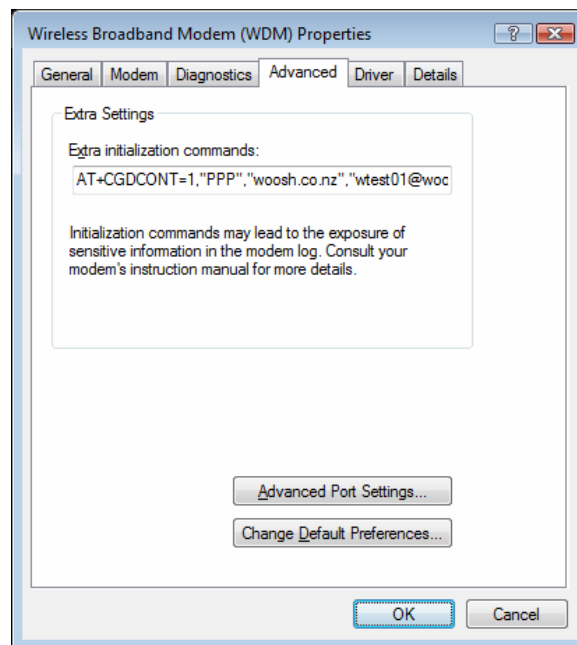 Wireless Broadband Modem (WDM) Properties
General Modem Diagnostics Advanced Driver Details
Extra Settings
Extra initialization commands:
AT+CGDCONT=1,"PPP","woosh.co.nz","wtest01@woo
Initialization commands may lead to the exposure of
sensitive information in the modem log. Consult your
modem's instruction manual for more details.
Advanced Port Settings...
Change Default Preferences...
OK Cancel